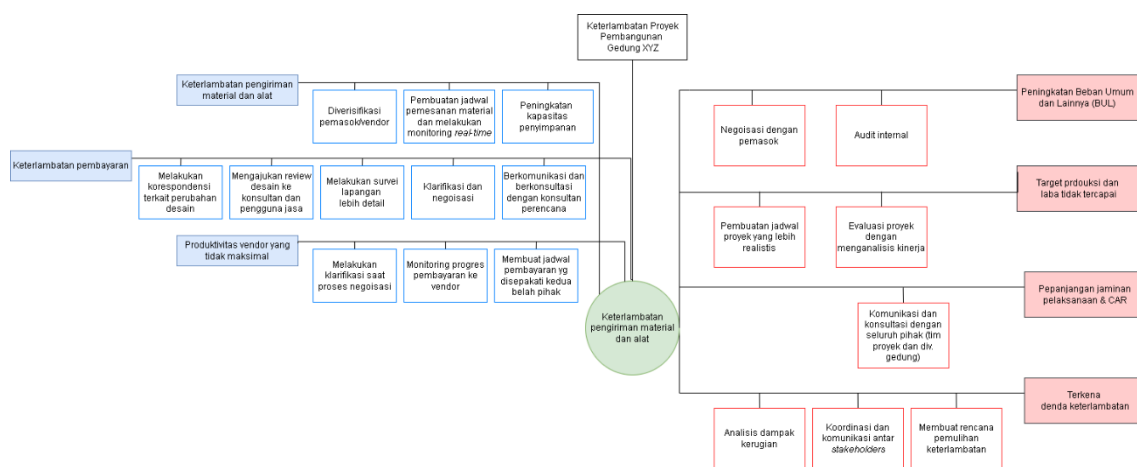 Keterlambatan Proyek
Pembangunan
Gedung XYZ
Keterlambatan pengiriman
material dan alat
Diversifikasi
pemasok/vendor
Pembuatan jadwal
pemesanan material
dan melakukan
monitoring real-time
Peningkatan
kapasitas
penyimpanan
Keterlambatan pembayaran
Melakukan
korespondensi
terkait perubahan
desain
Mengajukan review
desain ke
konsultan dan
pengguna jasa
Melakukan survei
lapangan
lebih detail
Klarifikasi dan
negoisasi
Berkomunikasi dan
berkonsultasi
dengan konsultan
perencana
Produktivitas vendor yang
tidak maksimal
Melakukan
klarifikasi saat
proses negoisasi
Monitoring progres
pembayaran ke
vendor
Membuat jadwal
pembayaran yg
disepakati kedua
belah pihak
Keterlambatan
pengiriman material
dan alat
Peningkatan Beban Umum
dan Lainnya (BUL)
Negoisasi dengan
pemasok
Audit internal
Target prdouksi dan
laba tidak tercapai
Pembuatan jadwal
proyek yang lebih
realistis
Evaluasi proyek
dengan
menganalisis kinerja
Pepanjangan jaminan
pelaksanaan & CAR
Komunikasi dan
konsultasi dengan
seluruh pihak (tim
proyek dan div.
gedung)
Terkena
denda keterlambatan
Analisis dampak
kerugian
Koordinasi dan
komunikasi antar
stakeholders
Membuat rencana
pemulihan
keterlambatan